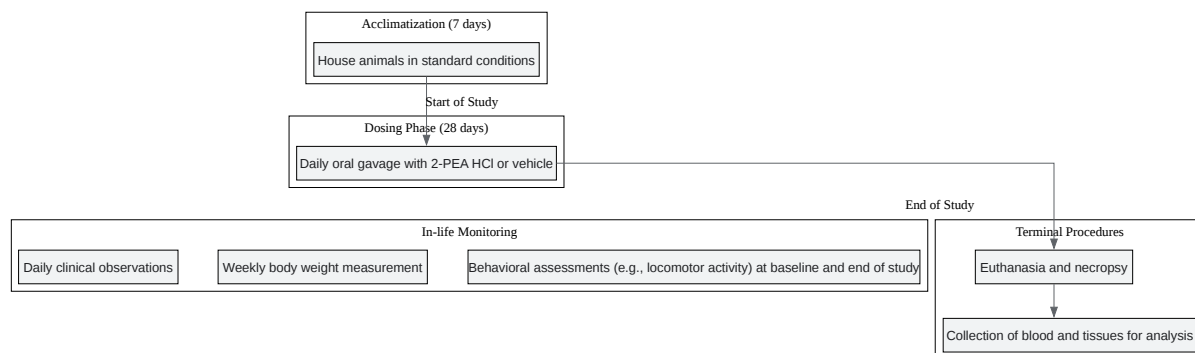 Acclimatization (7 days)
House animals in standard conditions
Start of Study
Dosing Phase (28 days)
Daily oral gavage with 2-PEA HCl or vehicle
End of Study
In-life Monitoring
Daily clinical observations
Weekly body weight measurement
Behavioral assessments (e.g., locomotor activity) at baseline and end of study
Terminal Procedures
Euthanasia and necropsy
Collection of blood and tissues for analysis